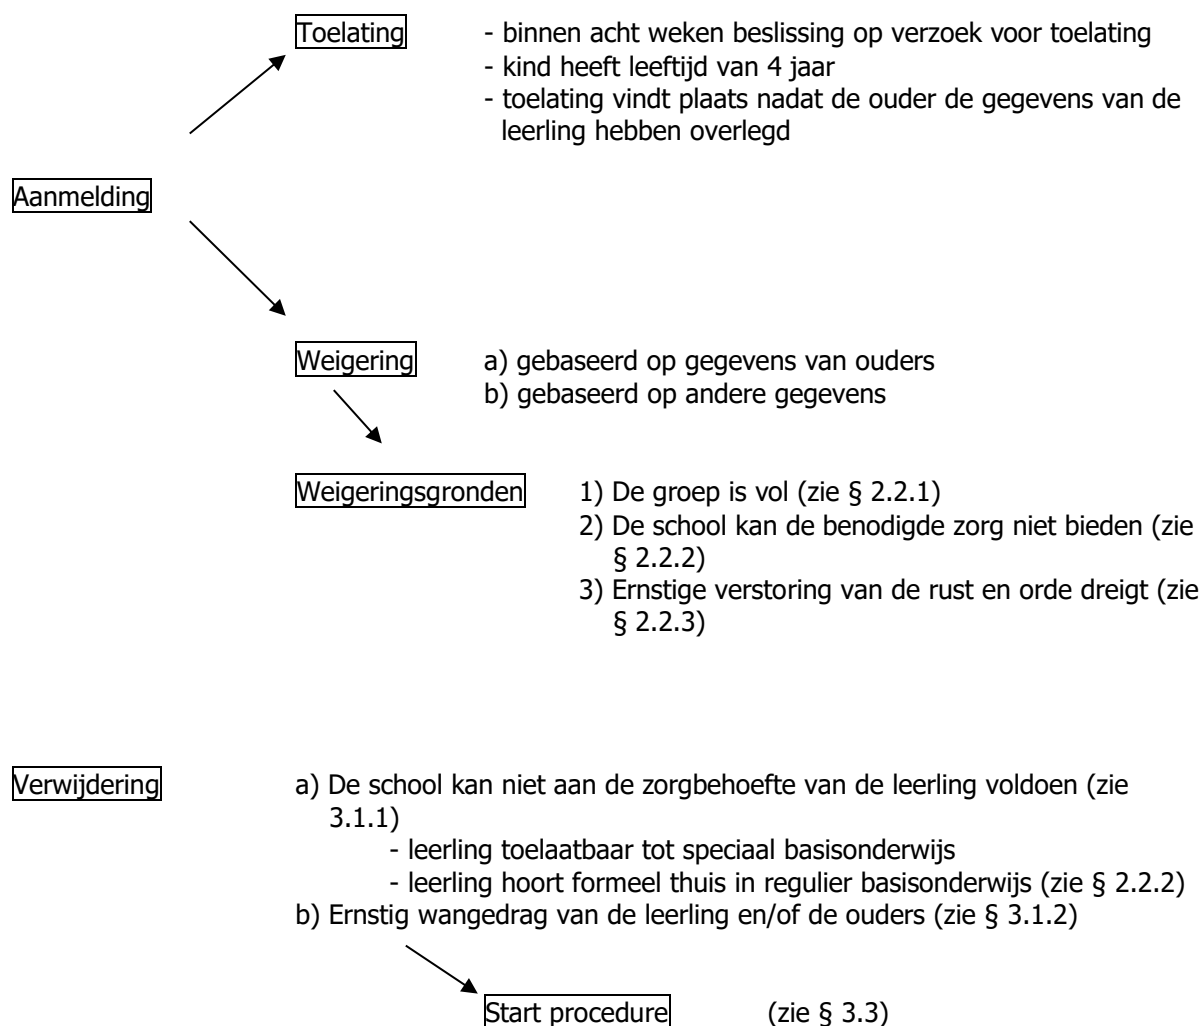 Toelating - binnen acht weken beslissing op verzoek voor toelating
- kind heeft leeftijd van 4 jaar
- toelating vindt plaats nadat de ouder de gegevens van de
leerling hebben overlegd
Aanmelding
Weigering a) gebaseerd op gegevens van ouders
b) gebaseerd op andere gegevens
Weigeringsgronden 1) De groep is vol (zie § 2.2.1)
2) De school kan de benodigde zorg niet bieden (zie
§ 2.2.2)
3) Ernstige verstoring van de rust en orde dreigt (zie
§ 2.2.3)
Verwijdering a) De school kan niet aan de zorgbehoefte van de leerling voldoen (zie
3.1.1)
- leerling toelaatbaar tot speciaal basisonderwijs
- leerling hoort formeel thuis in regulier basisonderwijs (zie § 2.2.2)
b) Ernstig wangedrag van de leerling en/of de ouders (zie § 3.1.2)
Start procedure (zie § 3.3)